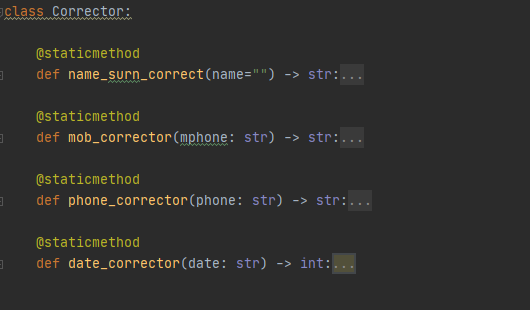 class Corrector:
@staticmethod
def name_surn_correct(name="") -> str:...
@staticmethod
def mob_corrector(mphone: str) -> str:...
@staticmethod
def phone_corrector(phone: str) -> str:...
@staticmethod
def date_corrector(date: str) -> int:...